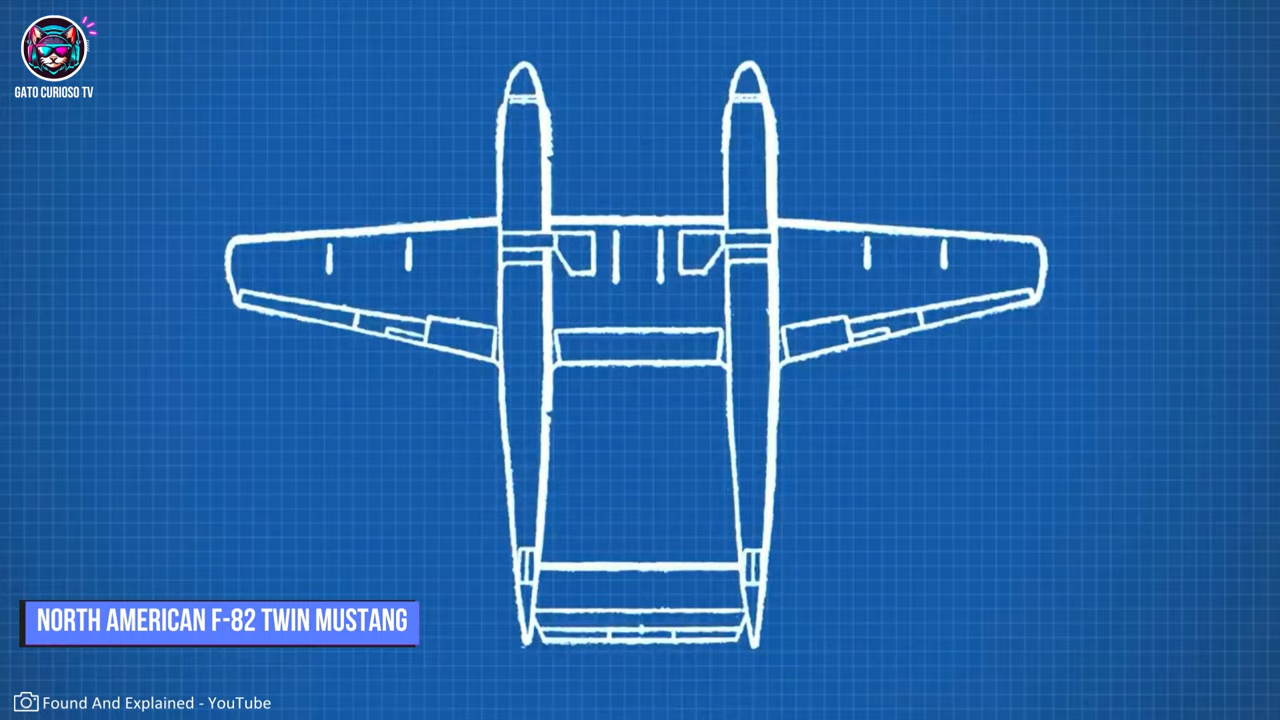 GATO CURIOSO TV
NORTH AMERICAN F-82 TWIN MUSTANG
Found And Explained - YouTube